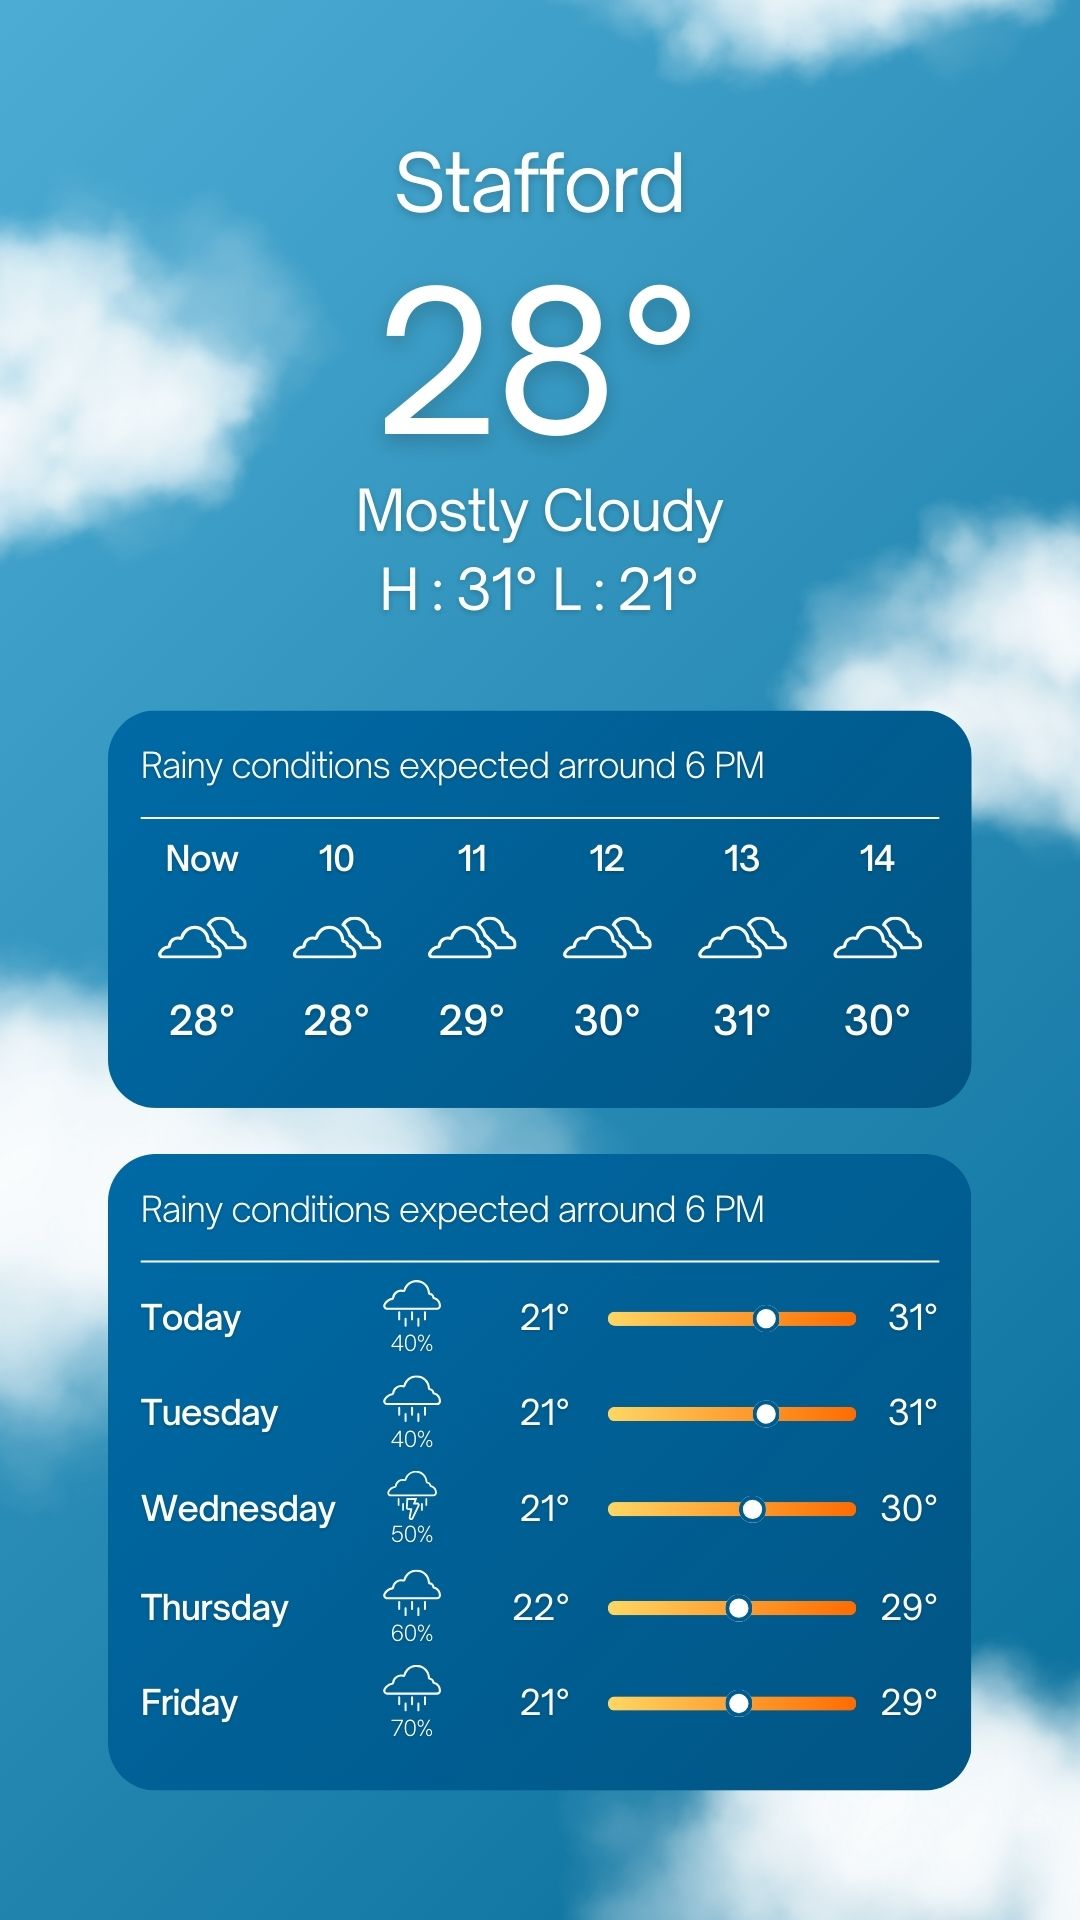 Stafford
28°
Mostly Cloudy
H : 31° L : 21°
Rainy conditions expected arround 6 PM
Now 10 11 12 13 14
28° 28° 29° 30° 31° 30°
Rainy conditions expected arround 6 PM
Today 40% 21° 31°
Tuesday 40% 21° 31°
Wednesday 50% 21° 30°
Thursday 60% 22° 29°
Friday 70% 21° 29°